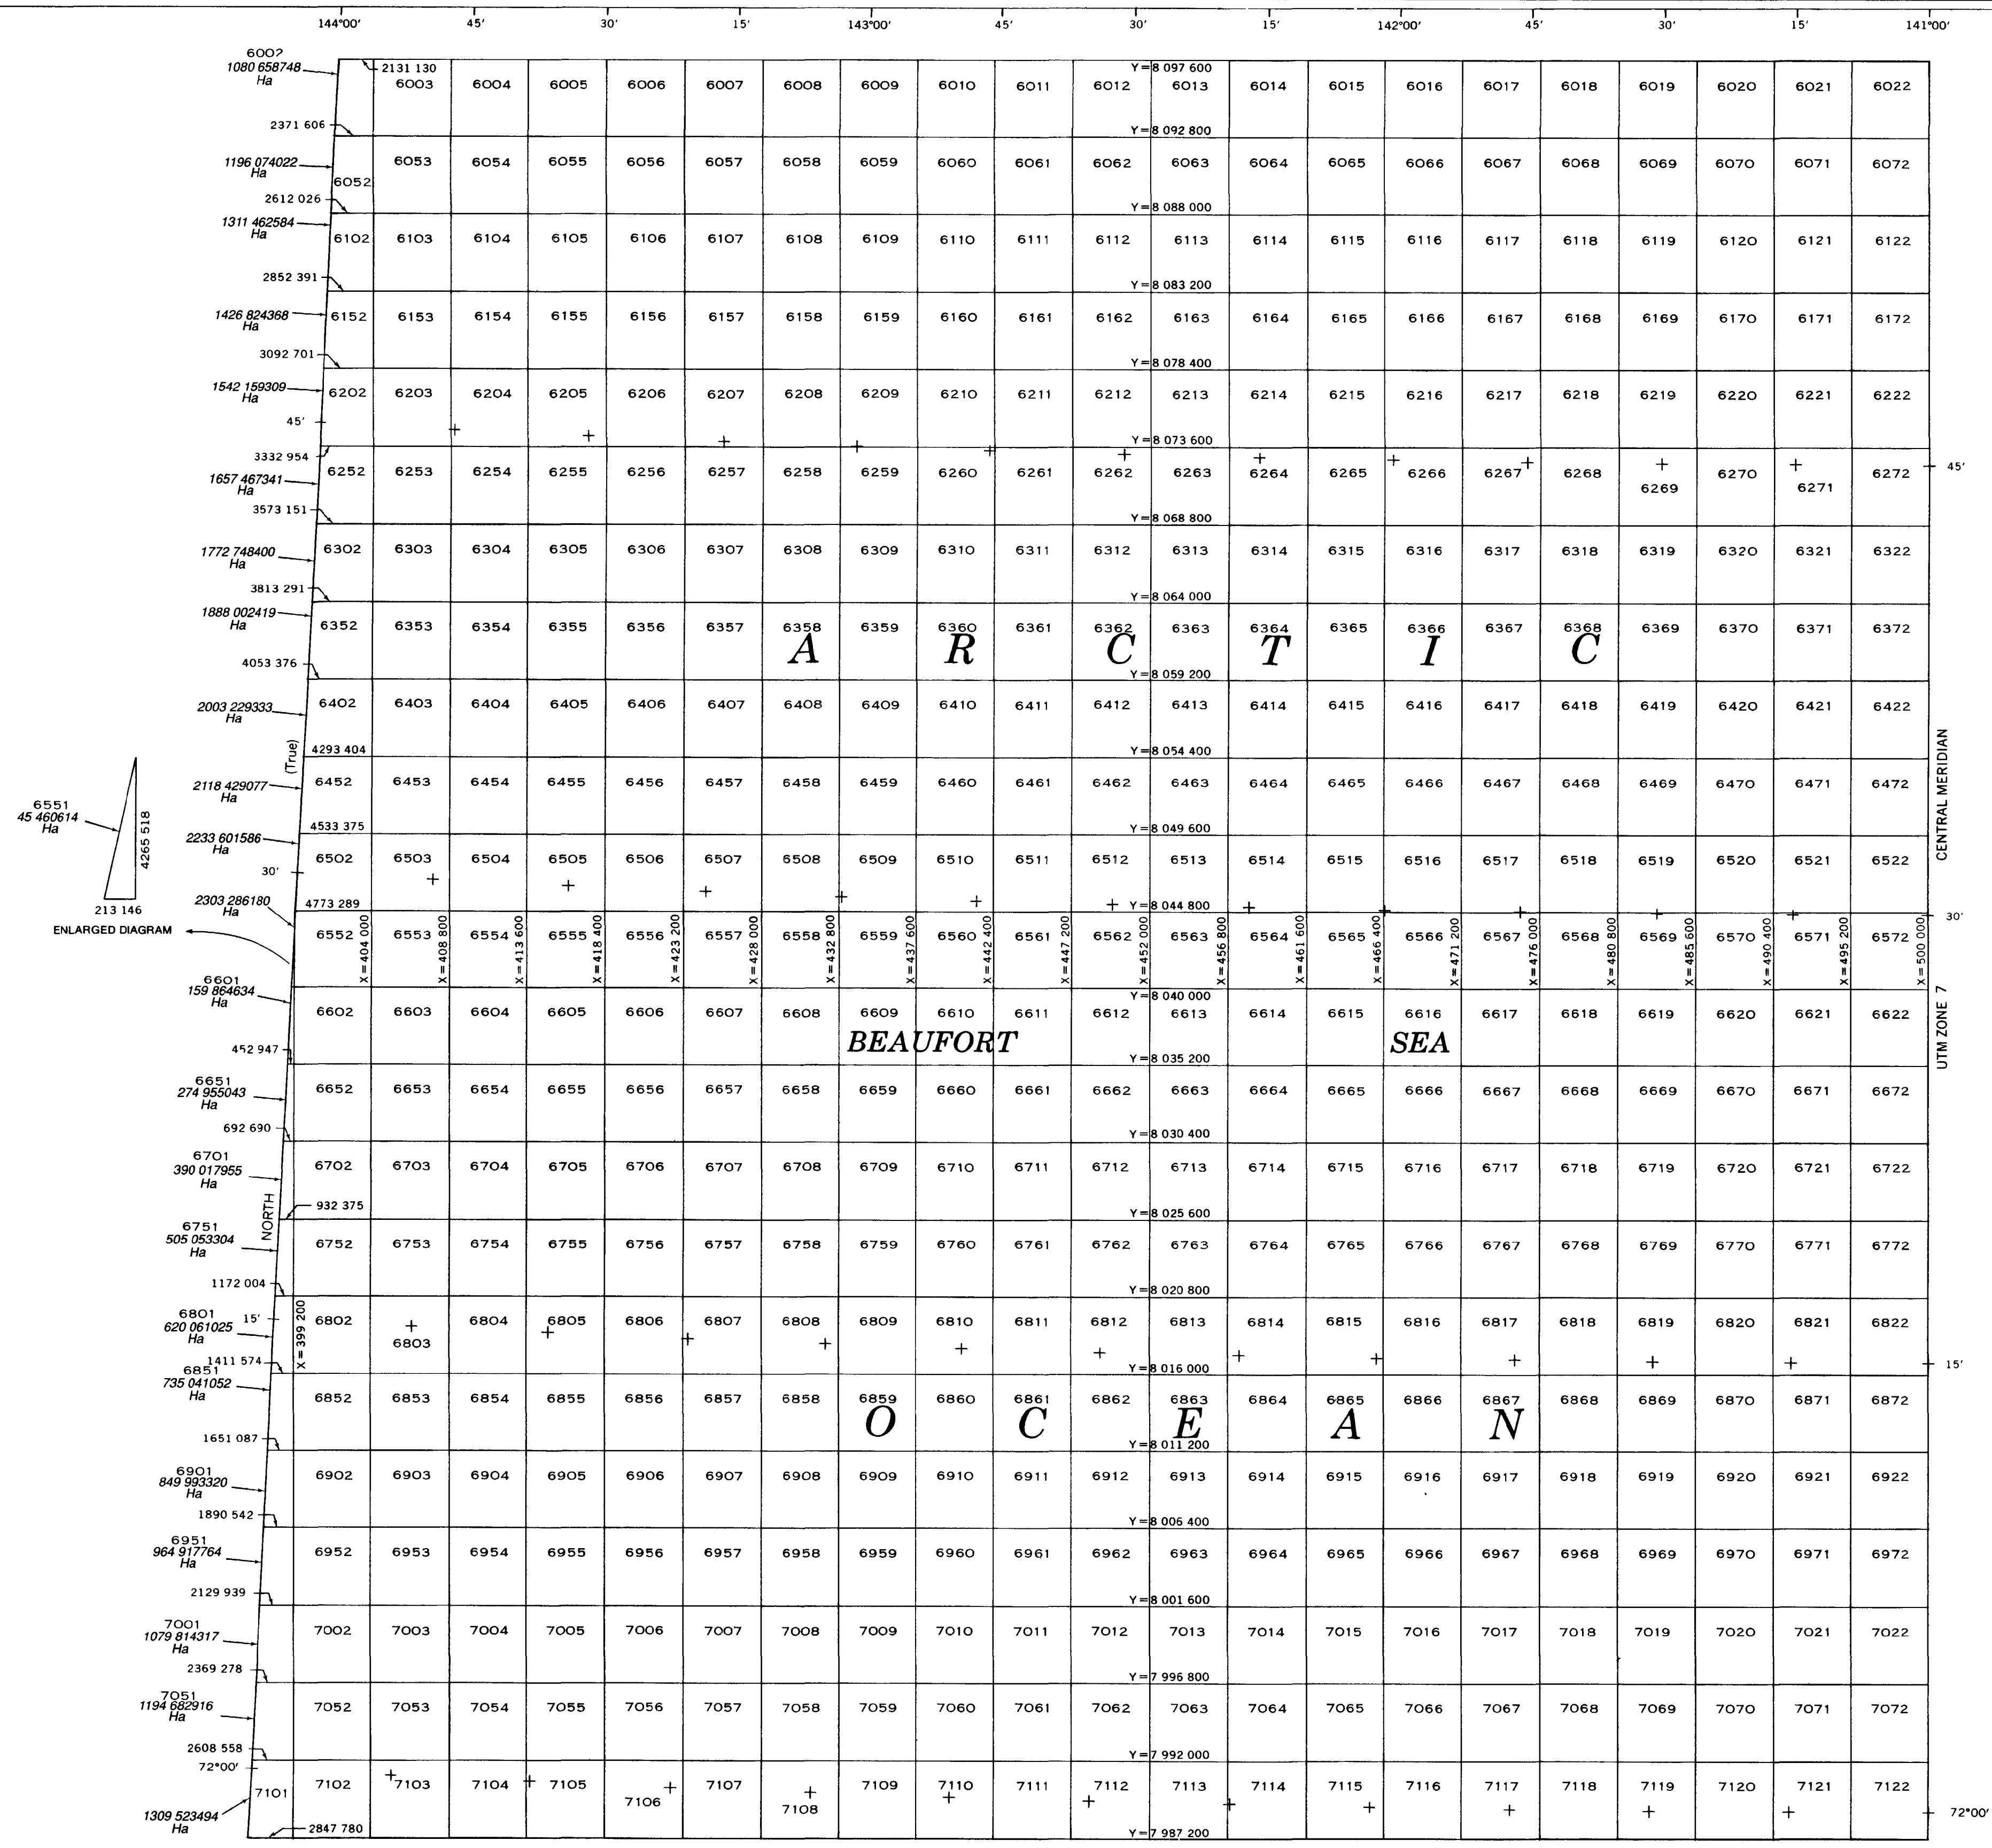 144°00' 45' 30' 15' 143°00' 45' 30' 15' 142°00' 45' 30' 15' 141°00'
6002
1080 658748
Ha
2131 130
Y=8 097 600
6003 6004 6005 6006 6007 6008 6009 6010 6011 6012 6013 6014 6015 6016 6017 6018 6019 6020 6021 6022
2371 606
Y=8 092 800
1196 074022
Ha
6052 6053 6054 6055 6056 6057 6058 6059 6060 6061 6062 6063 6064 6065 6066 6067 6068 6069 6070 6071 6072
2612 026
Y=8 088 000
1311 462584
Ha
6102 6103 6104 6105 6106 6107 6108 6109 6110 6111 6112 6113 6114 6115 6116 6117 6118 6119 6120 6121 6122
2852 391
Y=8 083 200
1426 824368
Ha
6152 6153 6154 6155 6156 6157 6158 6159 6160 6161 6162 6163 6164 6165 6166 6167 6168 6169 6170 6171 6172
3092 701
Y=8 078 400
1542 159309
Ha
6202 6203 6204 6205 6206 6207 6208 6209 6210 6211 6212 6213 6214 6215 6216 6217 6218 6219 6220 6221 6222
45'
Y=8 073 600
3332 954
1657 467341
Ha
6252 6253 6254 6255 6256 6257 6258 6259 6260 6261 6262 6263 6264 6265 6266 6267 6268 6269 6270 6271 6272
45'
3573 151
Y=8 068 800
1772 748400
Ha
6302 6303 6304 6305 6306 6307 6308 6309 6310 6311 6312 6313 6314 6315 6316 6317 6318 6319 6320 6321 6322
3813 291
Y=8 064 000
1888 002419
Ha
6352 6353 6354 6355 6356 6357 6358 6359 6360 6361 6362 6363 6364 6365 6366 6367 6368 6369 6370 6371 6372
A R C T I C
4053 376
Y=8 059 200
2003 229333
Ha
6402 6403 6404 6405 6406 6407 6408 6409 6410 6411 6412 6413 6414 6415 6416 6417 6418 6419 6420 6421 6422
(True)
4293 404
Y=8 054 400
2118 429077
Ha
6452 6453 6454 6455 6456 6457 6458 6459 6460 6461 6462 6463 6464 6465 6466 6467 6468 6469 6470 6471 6472
CENTRAL MERIDIAN
6551
45 460614
Ha
4265 518
213 146
ENLARGED DIAGRAM
4533 375
Y=8 049 600
2233 601586
Ha
6502 6503 6504 6505 6506 6507 6508 6509 6510 6511 6512 6513 6514 6515 6516 6517 6518 6519 6520 6521 6522
30'
4773 289
Y=8 044 800
30'
2303 286180
Ha
6552 6553 6554 6555 6556 6557 6558 6559 6560 6561 6562 6563 6564 6565 6566 6567 6568 6569 6570 6571 6572
X=404 000 X=408 800 X=413 600 X=418 400 X=423 200 X=428 000 X=432 800 X=437 600 X=442 400 X=447 200 X=452 000 X=456 800 X=461 600 X=466 400 X=471 200 X=476 000 X=480 800 X=485 600 X=490 400 X=495 200 X=500 000
Y=8 040 000
6601
159 864634
Ha
6602 6603 6604 6605 6606 6607 6608 6609 6610 6611 6612 6613 6614 6615 6616 6617 6618 6619 6620 6621 6622
UTM ZONE 7
BEAUFORT SEA
452 947
Y=8 035 200
6651
274 955043
Ha
6652 6653 6654 6655 6656 6657 6658 6659 6660 6661 6662 6663 6664 6665 6666 6667 6668 6669 6670 6671 6672
692 690
Y=8 030 400
6701
390 017955
Ha
6702 6703 6704 6705 6706 6707 6708 6709 6710 6711 6712 6713 6714 6715 6716 6717 6718 6719 6720 6721 6722
NORTH
932 375
Y=8 025 600
6751
505 053304
Ha
6752 6753 6754 6755 6756 6757 6758 6759 6760 6761 6762 6763 6764 6765 6766 6767 6768 6769 6770 6771 6772
1172 004
Y=8 020 800
6801
620 061025
Ha
15'
X=399 200
6802 6803 6804 6805 6806 6807 6808 6809 6810 6811 6812 6813 6814 6815 6816 6817 6818 6819 6820 6821 6822
1411 574
Y=8 016 000
15'
6851
735 041052
Ha
6852 6853 6854 6855 6856 6857 6858 6859 6860 6861 6862 6863 6864 6865 6866 6867 6868 6869 6870 6871 6872
O C E A N
1651 087
Y=8 011 200
6901
849 993320
Ha
6902 6903 6904 6905 6906 6907 6908 6909 6910 6911 6912 6913 6914 6915 6916 6917 6918 6919 6920 6921 6922
1890 542
Y=8 006 400
6951
964 917764
Ha
6952 6953 6954 6955 6956 6957 6958 6959 6960 6961 6962 6963 6964 6965 6966 6967 6968 6969 6970 6971 6972
2129 939
Y=8 001 600
7001
1079 814317
Ha
7002 7003 7004 7005 7006 7007 7008 7009 7010 7011 7012 7013 7014 7015 7016 7017 7018 7019 7020 7021 7022
2369 278
Y=7 996 800
7051
1194 682916
Ha
7052 7053 7054 7055 7056 7057 7058 7059 7060 7061 7062 7063 7064 7065 7066 7067 7068 7069 7070 7071 7072
2608 558
Y=7 992 000
72°00'
7101 7102 7103 7104 7105 7106 7107 7108 7109 7110 7111 7112 7113 7114 7115 7116 7117 7118 7119 7120 7121 7122
72°00'
1309 523494
Ha
2847 780
Y=7 987 200